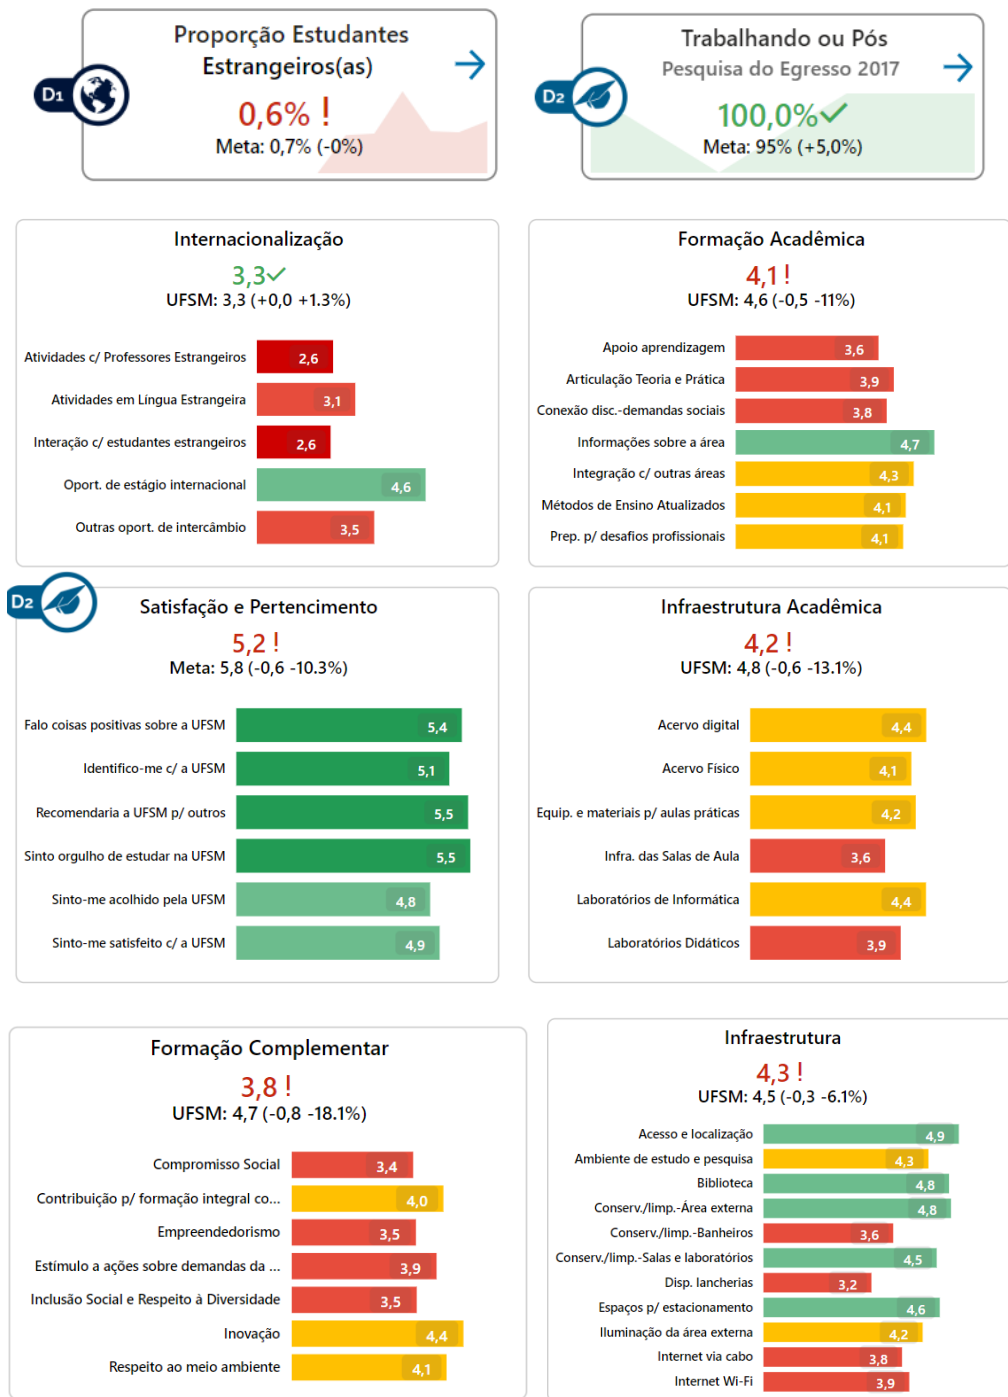 Proporção Estudantes
Estrangeiros(as)
D1
0,6% !
Meta: 0,7% (-0%)
Trabalhando ou Pós
Pesquisa do Egresso 2017
D2
100,0%✓
Meta: 95% (+5,0%)
Internacionalização
3,3✓
UFSM: 3,3 (+0,0 +1.3%)
Atividades c/ Professores Estrangeiros 2,6
Atividades em Língua Estrangeira 3,1
Interação c/ estudantes estrangeiros 2,6
Oport. de estágio internacional 4,6
Outras oport. de intercâmbio 3,5
Formação Acadêmica
4,1 !
UFSM: 4,6 (-0,5 -11%)
Apoio aprendizagem 3,6
Articulação Teoria e Prática 3,9
Conexão disc.-demandas sociais 3,8
Informações sobre a área 4,7
Integração c/ outras áreas 4,3
Métodos de Ensino Atualizados 4,1
Prep. p/ desafios profissionais 4,1
D2
Satisfação e Pertencimento
5,2 !
Meta: 5,8 (-0,6 -10.3%)
Falo coisas positivas sobre a UFSM 5,4
Identifico-me c/ a UFSM 5,1
Recomendaria a UFSM p/ outros 5,5
Sinto orgulho de estudar na UFSM 5,5
Sinto-me acolhido pela UFSM 4,8
Sinto-me satisfeito c/ a UFSM 4,9
Infraestrutura Acadêmica
4,2 !
UFSM: 4,8 (-0,6 -13.1%)
Acervo digital 4,4
Acervo Físico 4,1
Equip. e materiais p/ aulas práticas 4,2
Infra. das Salas de Aula 3,6
Laboratórios de Informática 4,4
Laboratórios Didáticos 3,9
Formação Complementar
3,8 !
UFSM: 4,7 (-0,8 -18.1%)
Compromisso Social 3,4
Contribuição p/ formação integral co... 4,0
Empreendedorismo 3,5
Estímulo a ações sobre demandas da ... 3,9
Inclusão Social e Respeito à Diversidade 3,5
Inovação 4,4
Respeito ao meio ambiente 4,1
Infraestrutura
4,3 !
UFSM: 4,5 (-0,3 -6.1%)
Acesso e localização 4,9
Ambiente de estudo e pesquisa 4,3
Biblioteca 4,8
Conserv./limp.-Área externa 4,8
Conserv./limp.-Banheiros 3,6
Conserv./limp.-Salas e laboratórios 4,5
Disp. lancherias 3,2
Espaços p/ estacionamento 4,6
Iluminação da área externa 4,2
Internet via cabo 3,8
Internet Wi-Fi 3,9